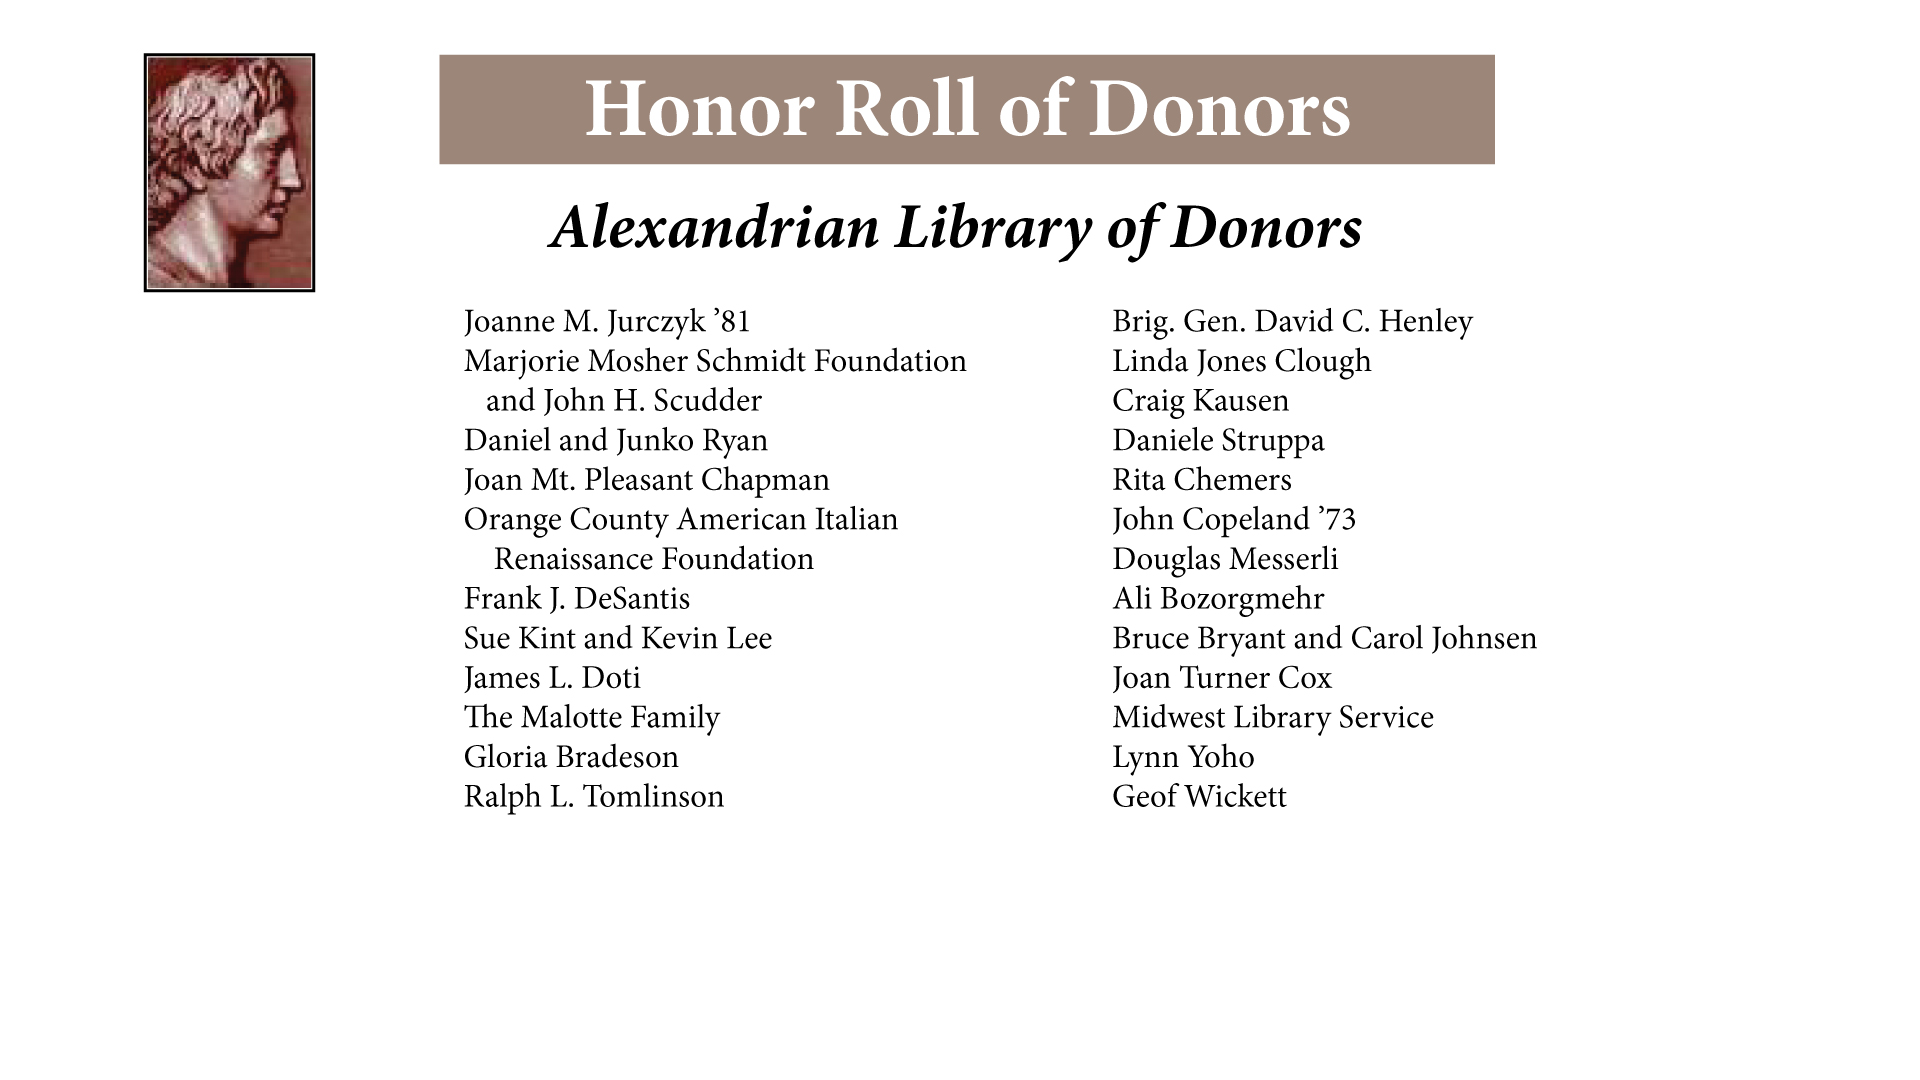 Honor Roll of Donors
Alexandrian Library of Donors
Joanne M. Jurczyk ’81
Marjorie Mosher Schmidt Foundation
and John H. Scudder
Daniel and Junko Ryan
Joan Mt. Pleasant Chapman
Orange County American Italian
Renaissance Foundation
Frank J. DeSantis
Sue Kint and Kevin Lee
James L. Doti
The Malotte Family
Gloria Bradeson
Ralph L. Tomlinson
Brig. Gen. David C. Henley
Linda Jones Clough
Craig Kausen
Daniele Struppa
Rita Chemers
John Copeland ’73
Douglas Messerli
Ali Bozorgmehr
Bruce Bryant and Carol Johnsen
Joan Turner Cox
Midwest Library Service
Lynn Yoho
Geof Wickett